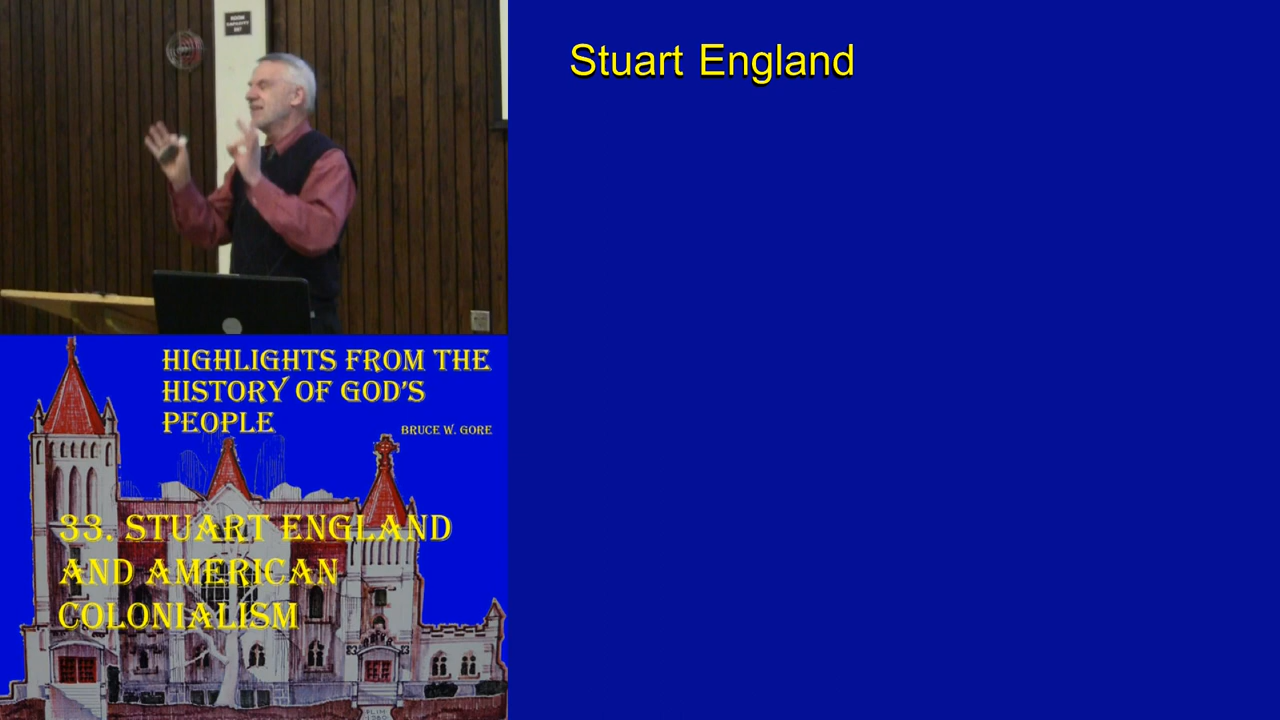 Stuart England
HIGHLIGHTS FROM THE
HISTORY OF GOD'S
PEOPLE
BRUCE W. GORE
33. STUART ENGLAND
AND AMERICAN
COLONIALISM